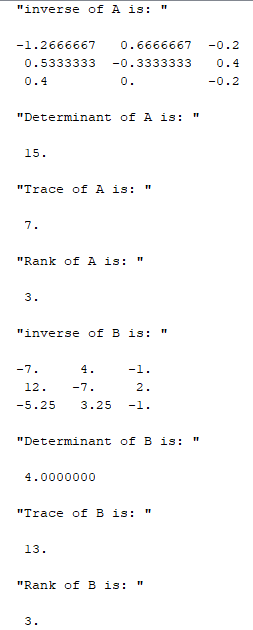 "inverse of A is: "
-1.2666667   0.6666667  -0.2
 0.5333333  -0.3333333   0.4
 0.4         0.         -0.2
"Determinant of A is: "
15.
"Trace of A is: "
7.
"Rank of A is: "
3.
"inverse of B is: "
-7.     4.    -1.
 12.   -7.     2.
-5.25   3.25  -1.
"Determinant of B is: "
4.0000000
"Trace of B is: "
13.
"Rank of B is: "
3.